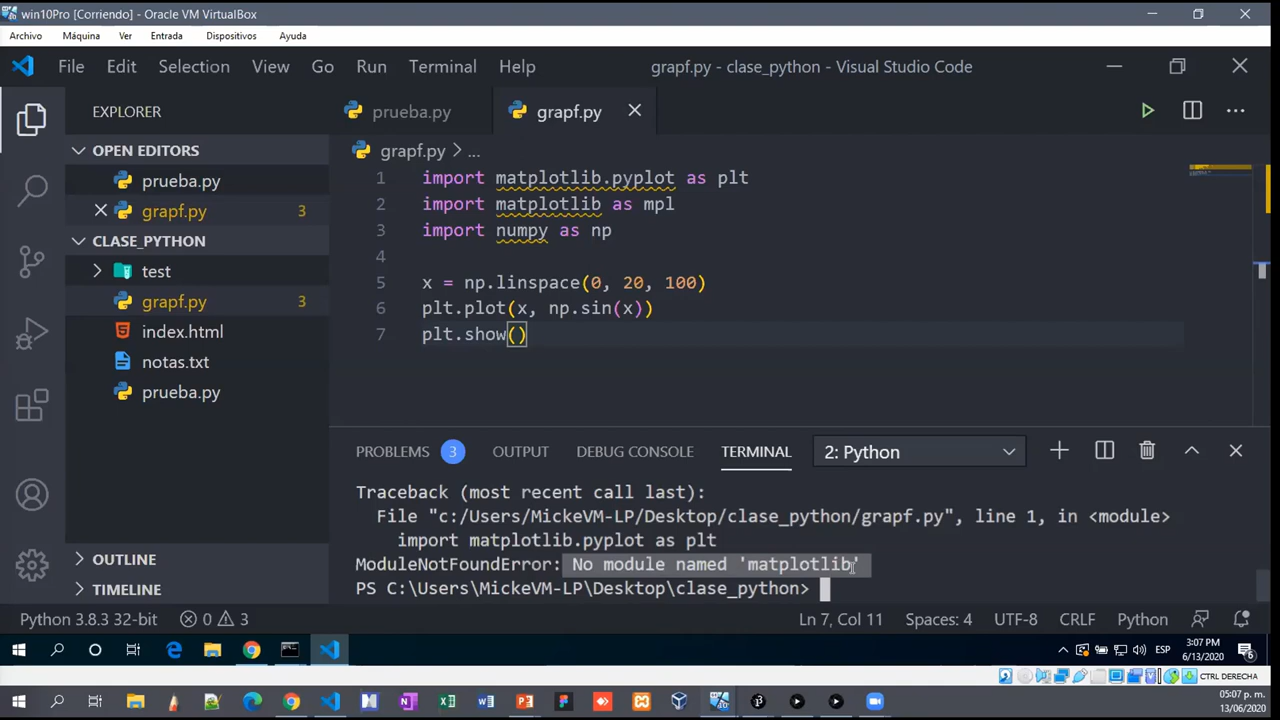 win10Pro [Corriendo] - Oracle VM VirtualBox
Archivo Máquina Ver Entrada Dispositivos Ayuda
File Edit Selection View Go Run Terminal Help grapf.py - clase_python - Visual Studio Code
EXPLORER
prueba.py grapf.py
OPEN EDITORS
prueba.py
grapf.py 3
CLASE_PYTHON
test
grapf.py 3
index.html
notas.txt
prueba.py
OUTLINE
TIMELINE
grapf.py > ...
1 import matplotlib.pyplot as plt
2 import matplotlib as mpl
3 import numpy as np
4
5 x = np.linspace(0, 20, 100)
6 plt.plot(x, np.sin(x))
7 plt.show()
PROBLEMS 3 OUTPUT DEBUG CONSOLE TERMINAL 2: Python
Traceback (most recent call last):
File "c:/Users/MickeVM-LP/Desktop/clase_python/grapf.py", line 1, in <module>
import matplotlib.pyplot as plt
ModuleNotFoundError: No module named 'matplotlib'
PS C:\Users\MickeVM-LP\Desktop\clase_python>
Python 3.8.3 32-bit 0 3 Ln 7, Col 11 Spaces: 4 UTF-8 CRLF Python
ESP 3:07 PM
6/13/2020 6
CTRL DERECHA
05:07 p. m.
13/06/2020